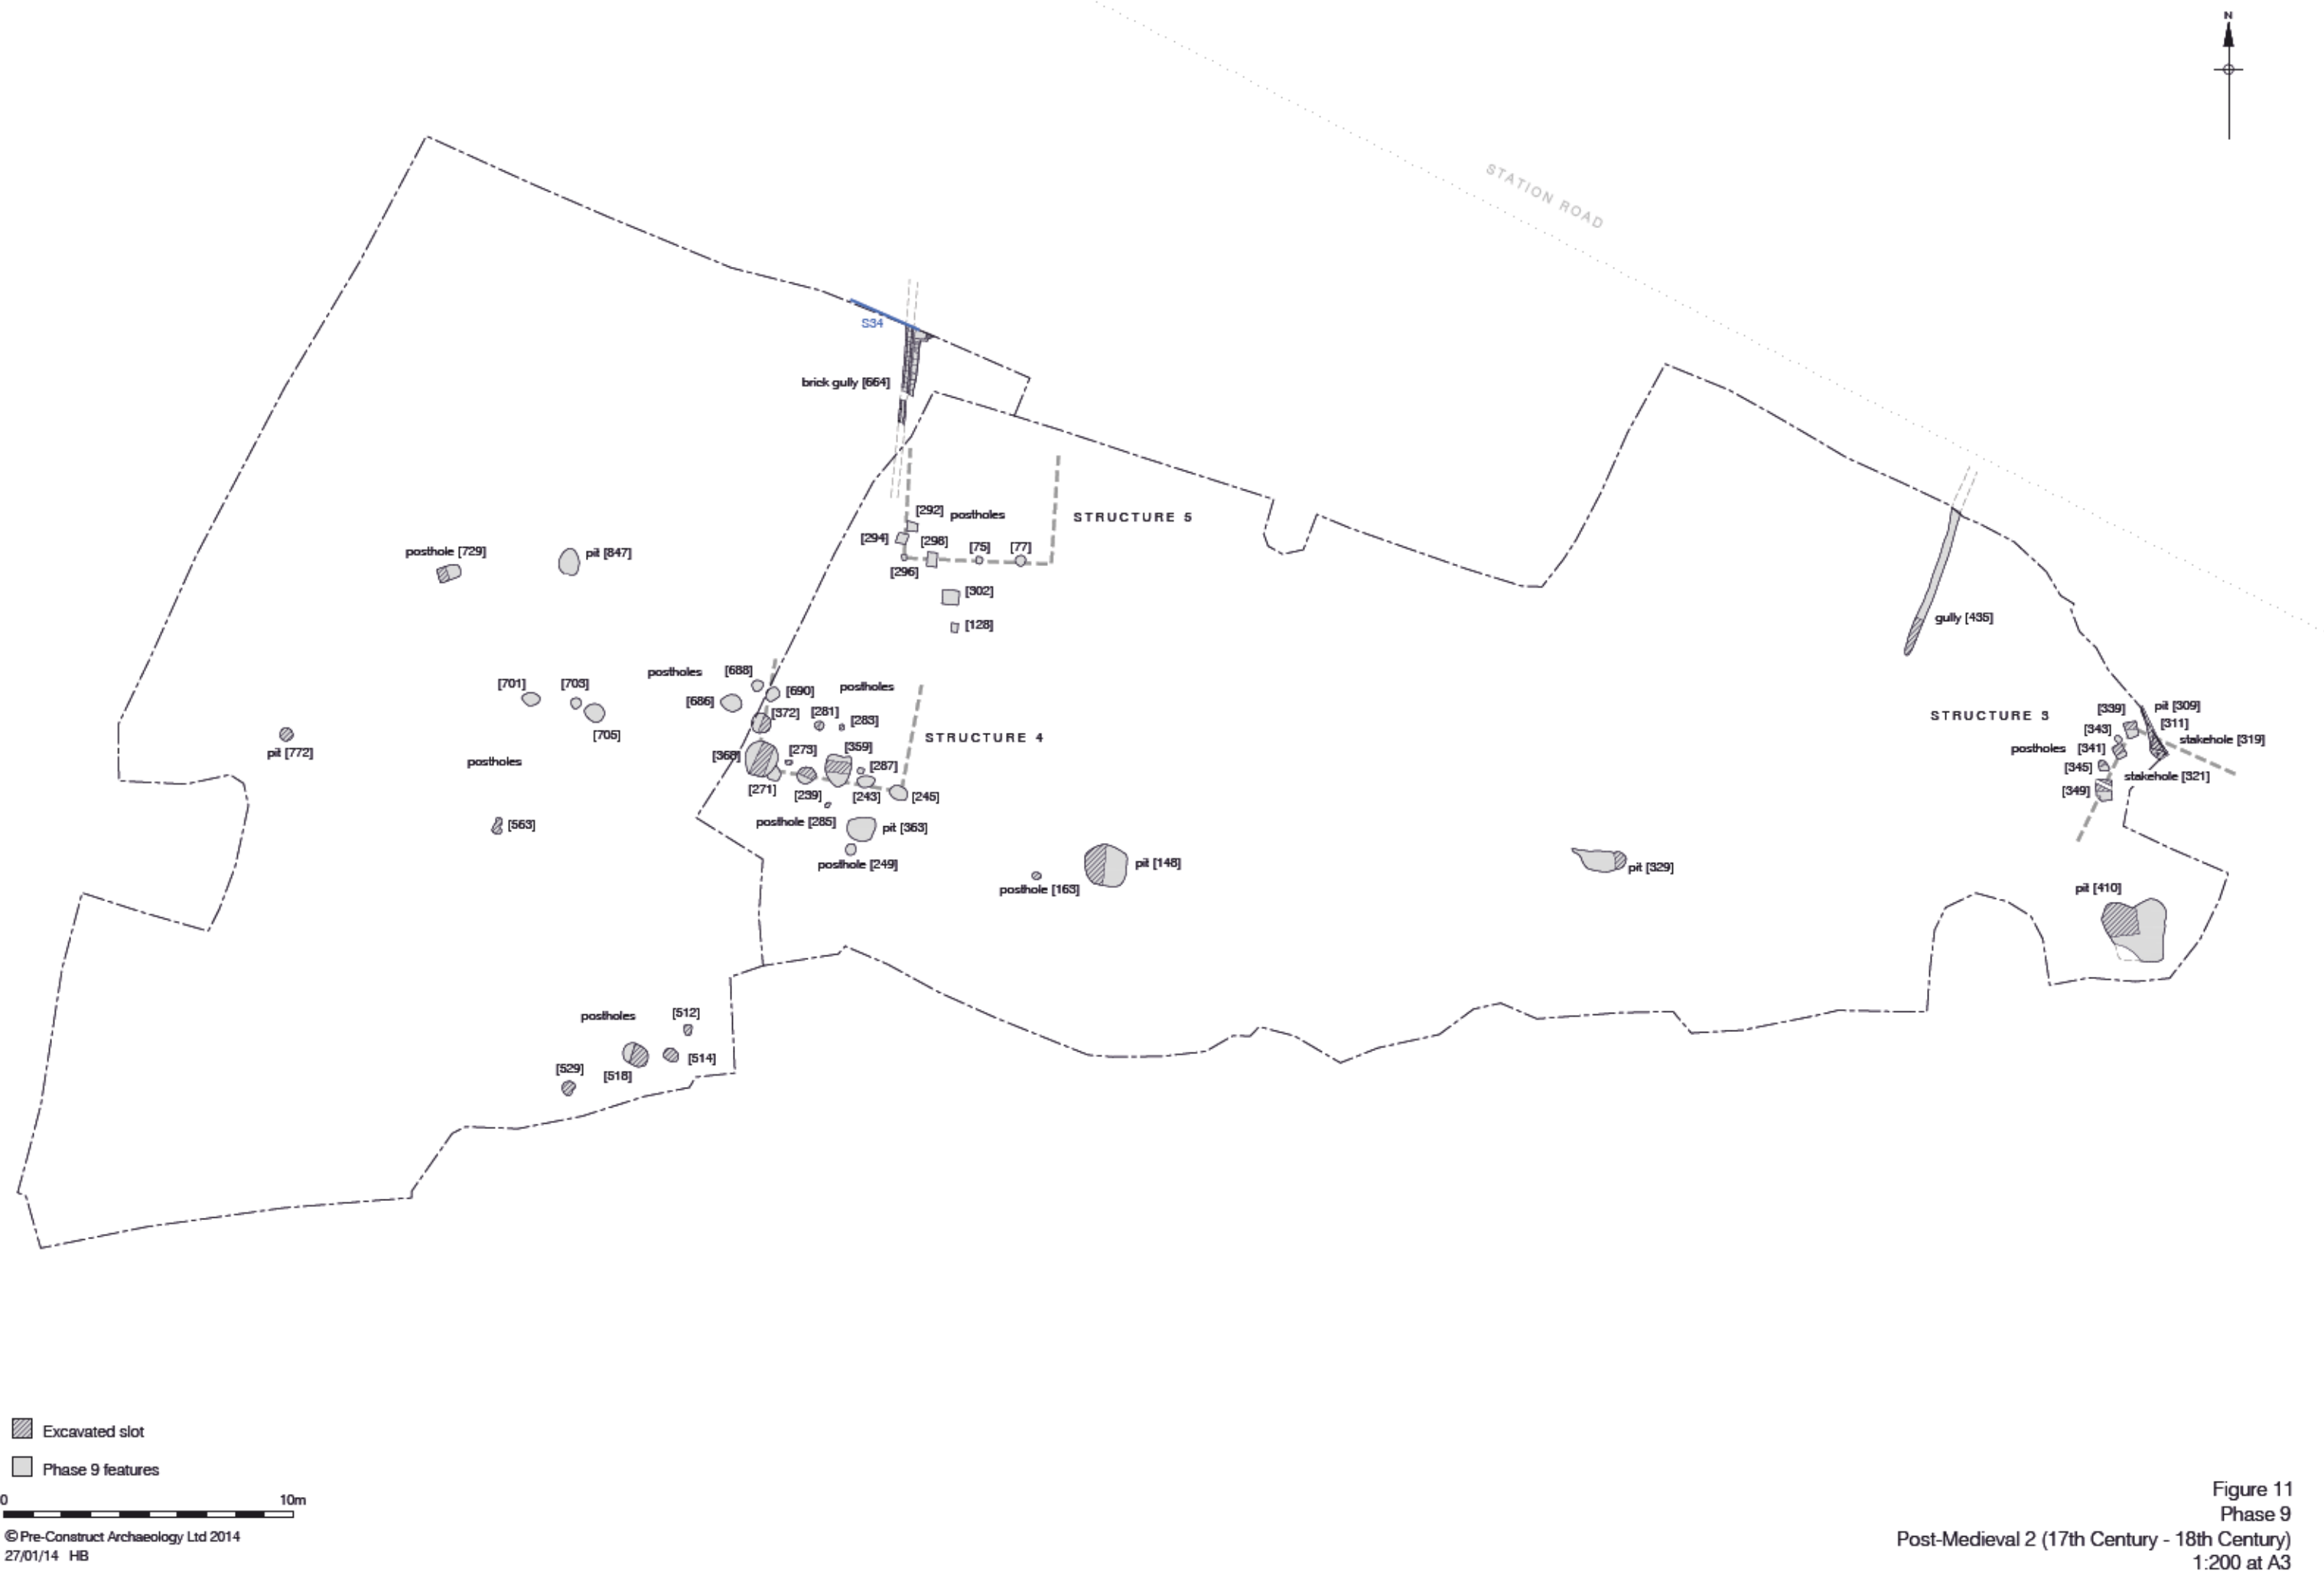 N
STATION ROAD
S34
brick gully [664]
STRUCTURE 5
[292]
postholes
[294]
[298]
[75]
[77]
[296]
[302]
[128]
posthole [729]
pit [847]
gully [435]
postholes
[688]
[686]
[690]
postholes
[701]
[703]
[705]
[372]
[281]
[283]
STRUCTURE 4
pit [772]
postholes
[368]
[273]
[359]
[287]
[271]
[239]
[243]
[245]
[563]
posthole [285]
pit [363]
posthole [249]
STRUCTURE 3
[339]
pit [309]
[311]
[343]
stakehole [319]
postholes
[341]
[345]
stakehole [321]
[349]
posthole [163]
pit [148]
pit [329]
pit [410]
postholes
[512]
[514]
[529]
[518]
Excavated slot
Phase 9 features
0
10m
©Pre-Construct Archaeology Ltd 2014
27/01/14 HB
Figure 11
Phase 9
Post-Medieval 2 (17th Century - 18th Century)
1:200 at A3